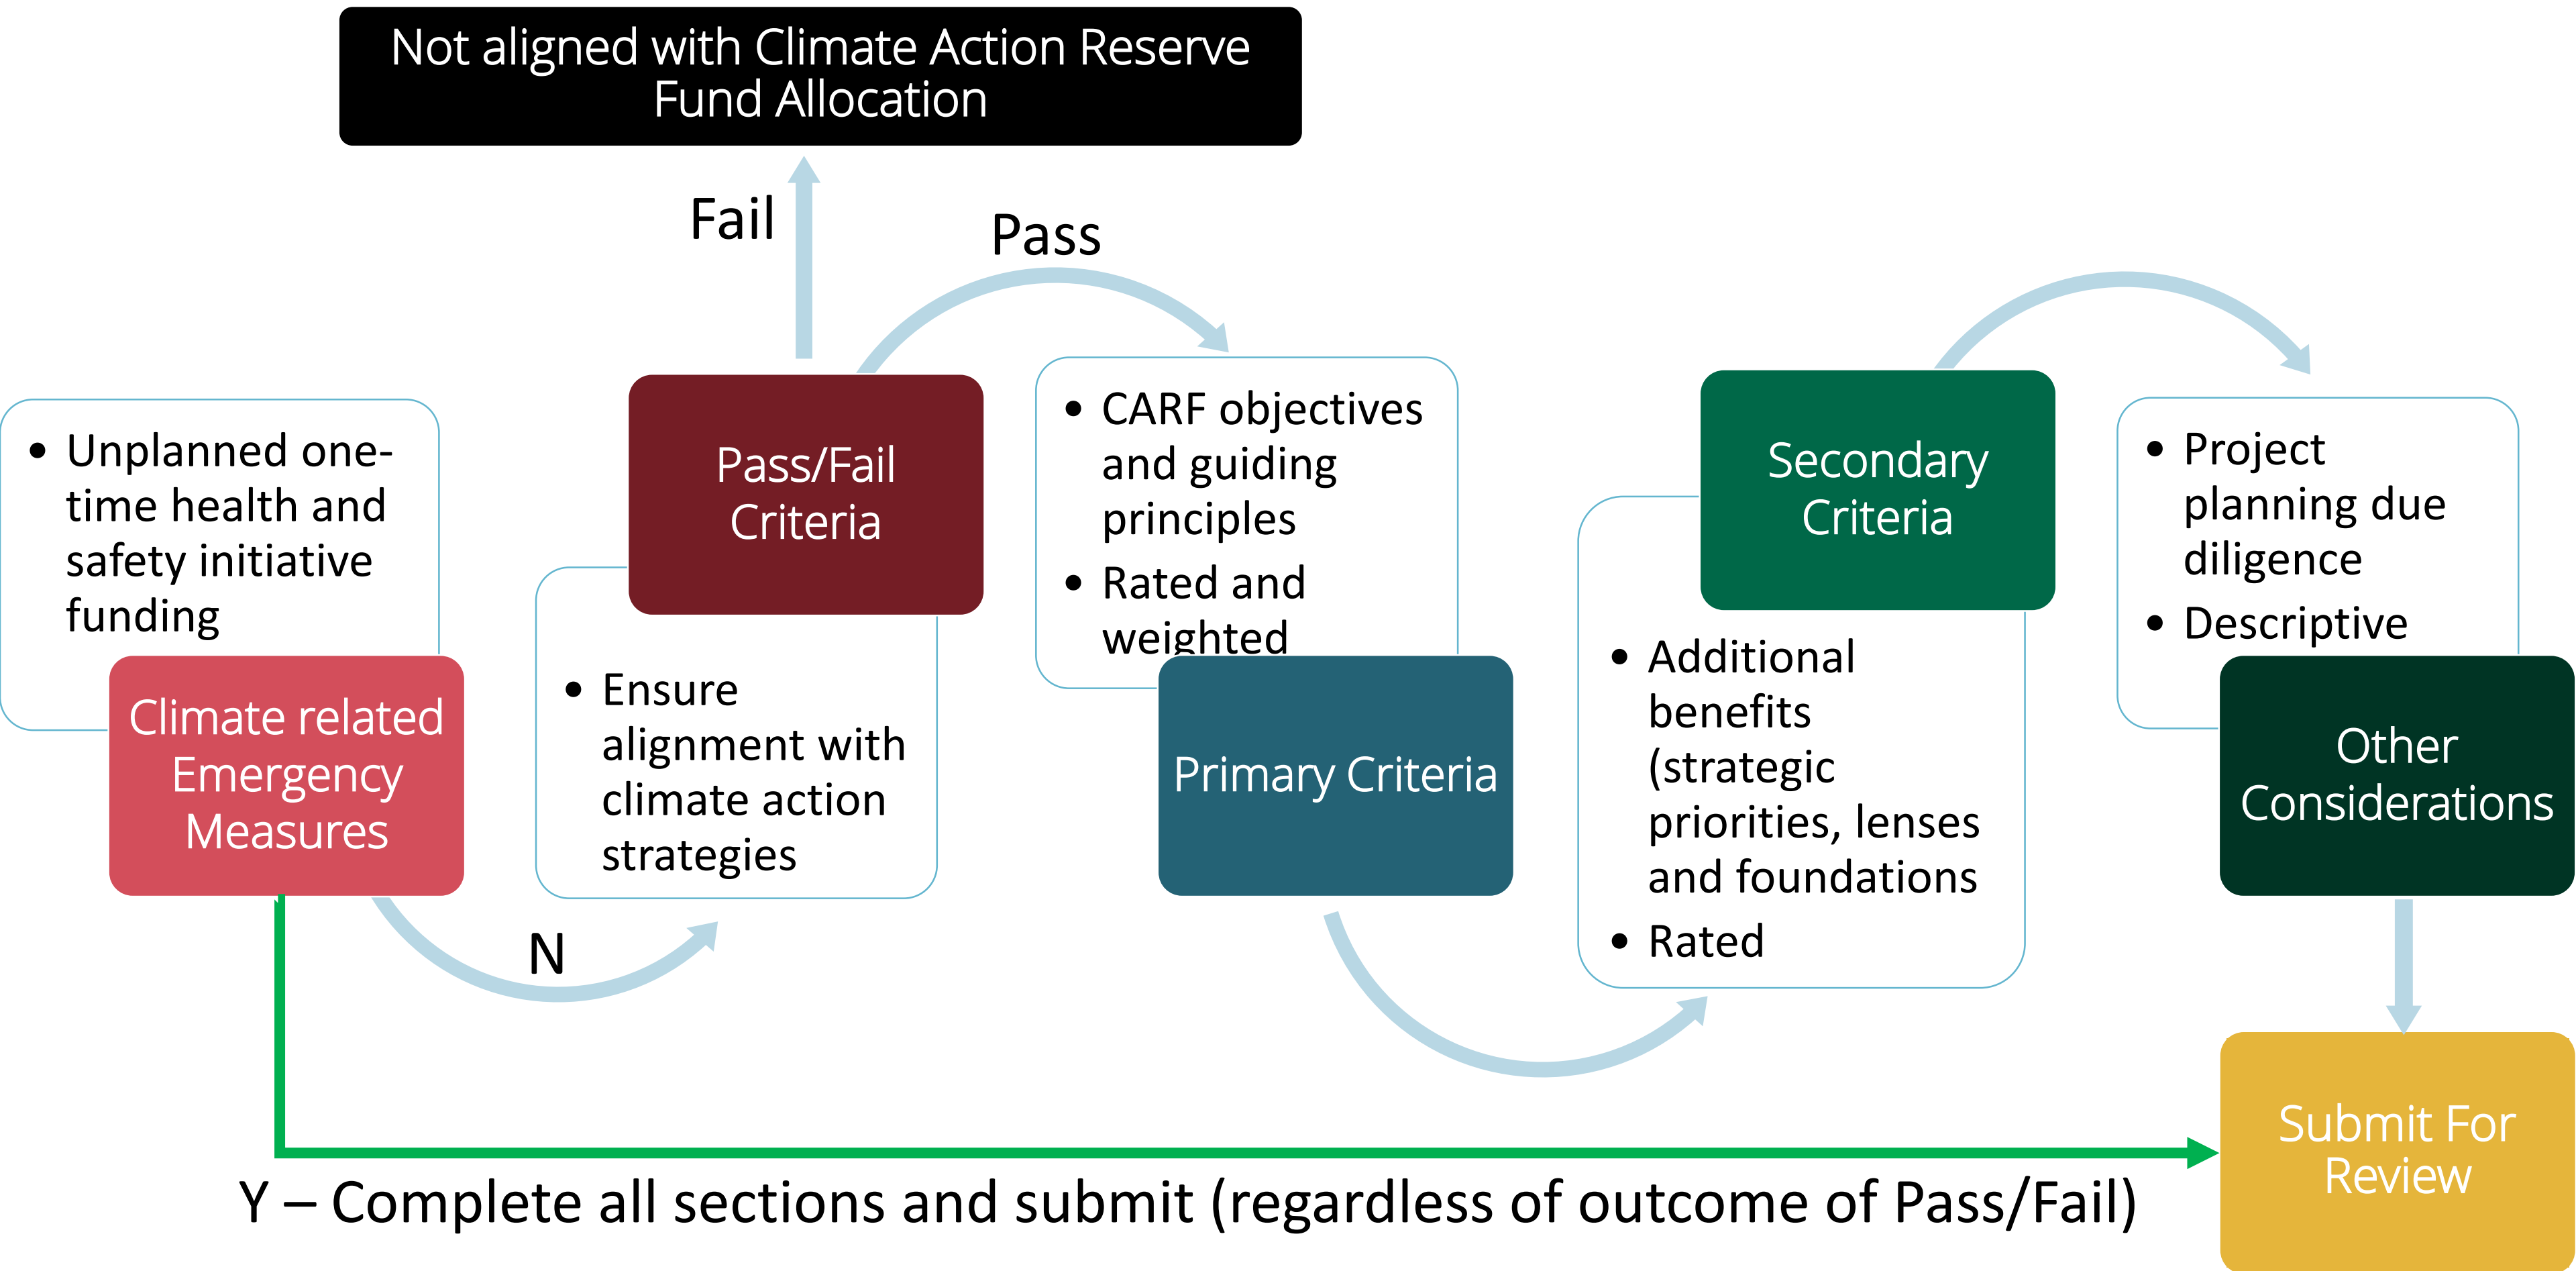 Not aligned with Climate Action Reserve
Fund Allocation
Fail
Pass
• Unplanned one-
time health and
safety initiative
funding
Climate related
Emergency
Measures
N
Pass/Fail
Criteria
• Ensure
alignment with
climate action
strategies
• CARF objectives
and guiding
principles
• Rated and
weighted
Primary Criteria
Secondary
Criteria
• Additional
benefits
(strategic
priorities, lenses
and foundations
• Rated
• Project
planning due
diligence
• Descriptive
Other
Considerations
Submit For
Review
Y – Complete all sections and submit (regardless of outcome of Pass/Fail)